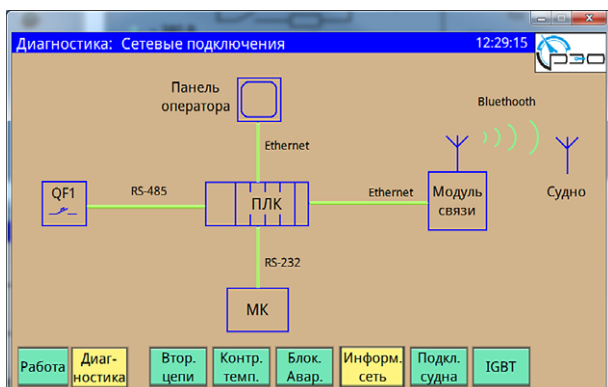 Диагностика: Сетевые подключения
12:29:15
РЭО
Панель
оператора
Bluethooth
Ethernet
QF1
RS-485
ПЛК
Ethernet
Модуль
связи
Судно
RS-232
МК
Работа
Диаг-
ностика
Втор.
цепи
Контр.
темп.
Блок.
Авар.
Информ.
сеть
Подкл.
судна
IGBT